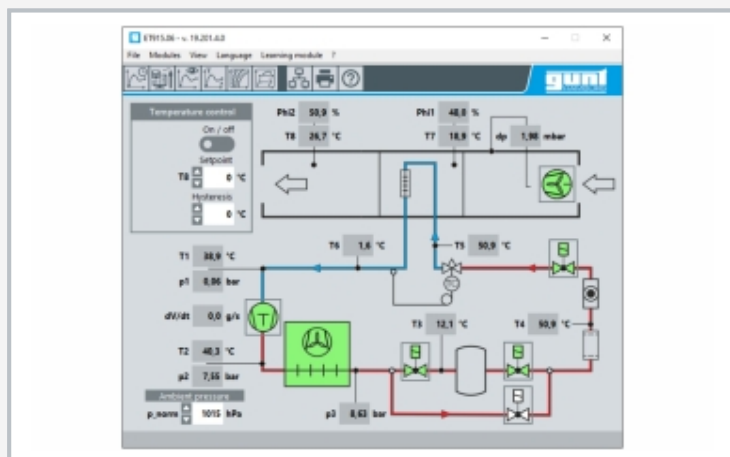 ET915.06 - v. 19.201.4.0
File Modules View Language Learning module ?
gunt
Temperature control
On / off
Setpoint
T8 0 °C
Hysteresis
0 °C
Phi2 50,9 %
T8 26,7 °C
Phi1 48,0 %
T7 18,9 °C
dp 1,98 mbar
T6 1,6 °C
T5 50,9 °C
T1 38,9 °C
p1 0,06 bar
dV/dt 0,0 g/s
T
T2 40,3 °C
p2 7,55 bar
T3 12,1 °C
T4 50,9 °C
Ambient pressure
p_norm 1015 hPa
p3 8,63 bar